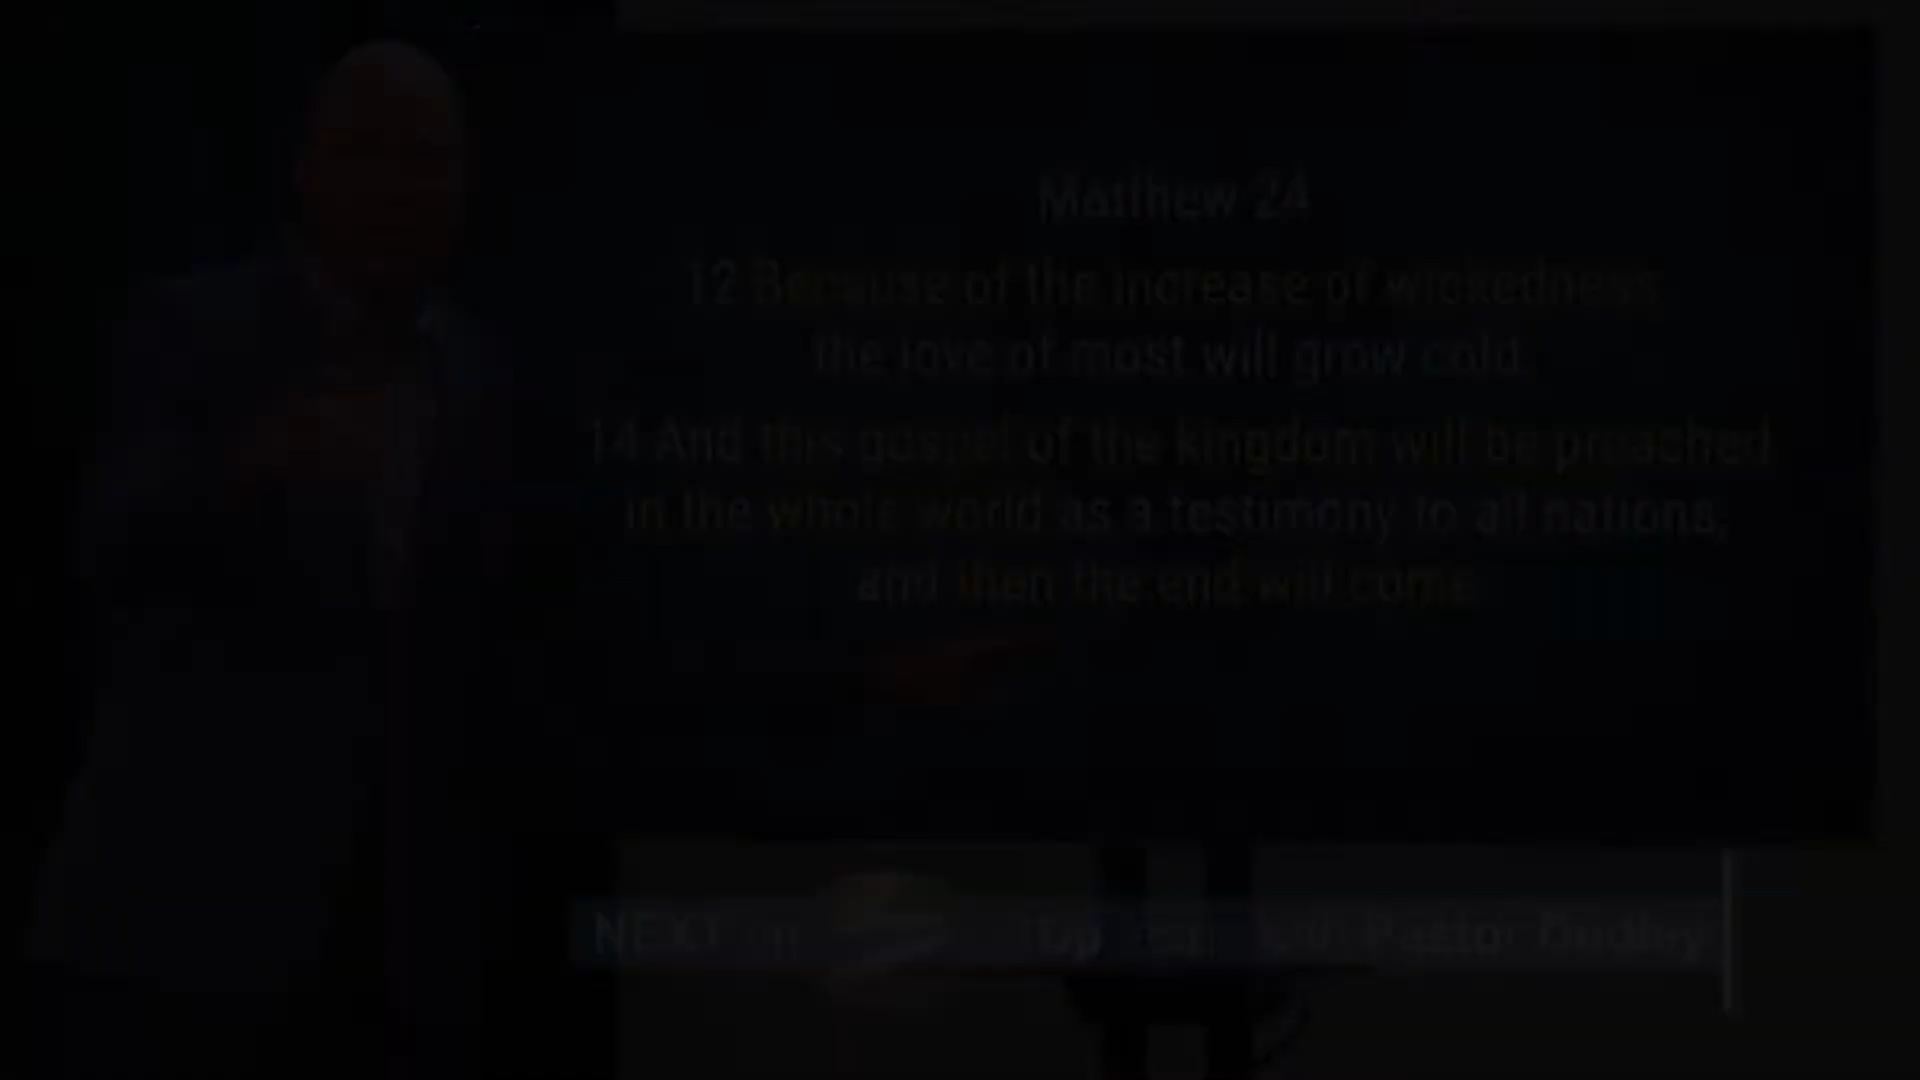 Matthew 24
12 Because of the increase of wickedness
the love of most will grow cold
14 And this gospel of the kingdom will be preached
in the whole world as a testimony to all nations,
and then the end will come.
NEXT on Up Pastor Dudley